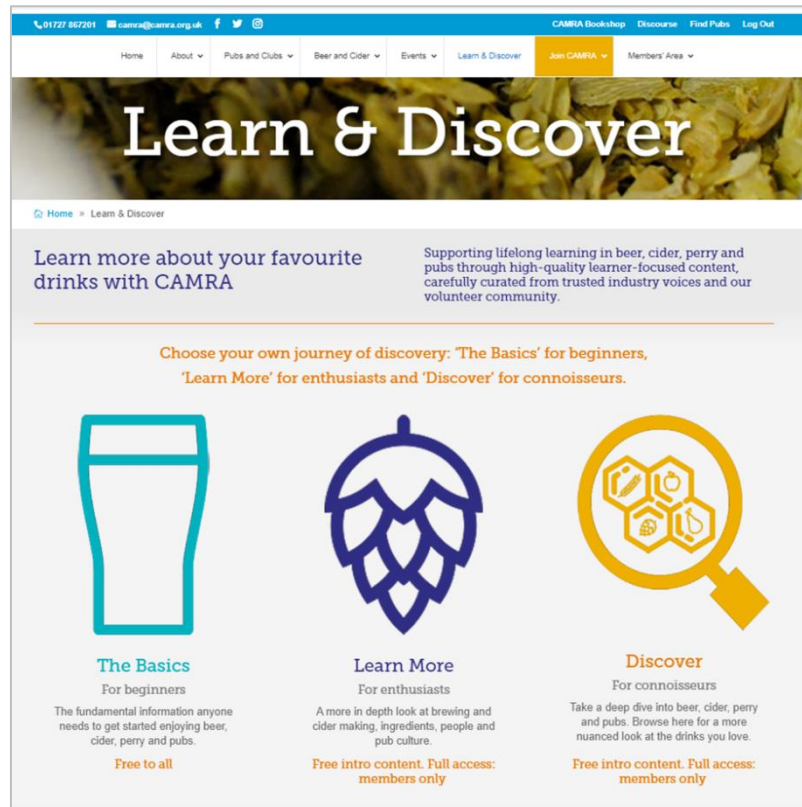 01727 867201 camra@camra.org.uk CAMRA Bookshop Discourse Find Pubs Log Out
Home About Pubs and Clubs Beer and Cider Events Learn & Discover Join CAMRA Members' Area
Learn & Discover
Home » Learn & Discover
Learn more about your favourite
drinks with CAMRA
Supporting lifelong learning in beer, cider, perry and
pubs through high-quality learner-focused content,
carefully curated from trusted industry voices and our
volunteer community.
Choose your own journey of discovery: 'The Basics' for beginners,
'Learn More' for enthusiasts and 'Discover' for connoisseurs.
The Basics
For beginners
The fundamental information anyone
needs to get started enjoying beer,
cider, perry and pubs.
Free to all
Learn More
For enthusiasts
A more in depth look at brewing and
cider making, ingredients, people and
pub culture.
Free intro content. Full access:
members only
Discover
For connoisseurs
Take a deep dive into beer, cider, perry
and pubs. Browse here for a more
nuanced look at the drinks you love.
Free intro content. Full access:
members only